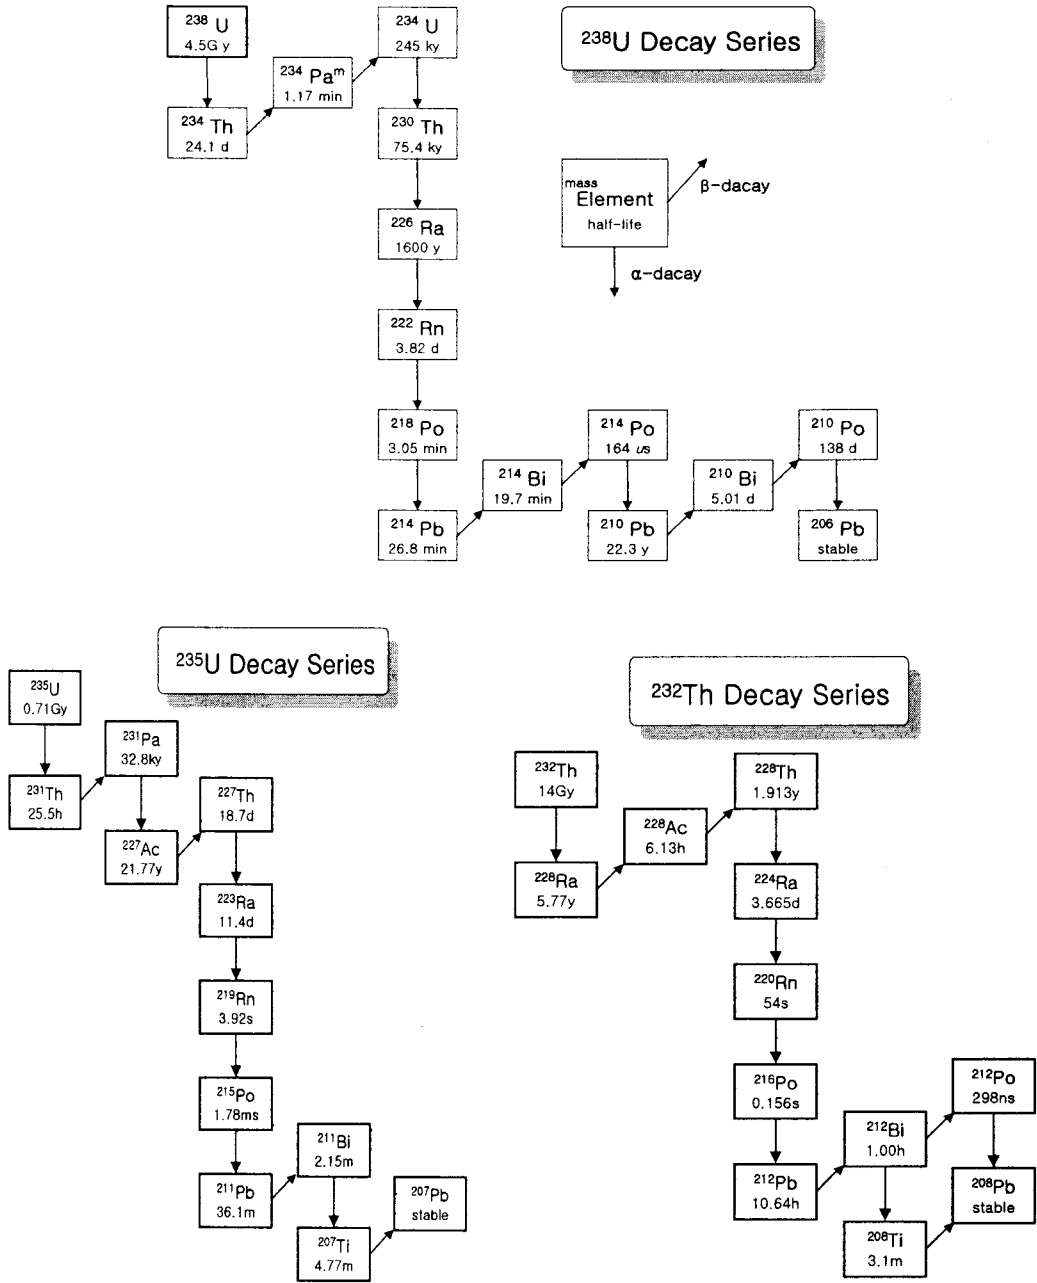 238U Decay Series
238 U
4.5G y
234 Th
24.1 d
234 Pam
1.17 min
234 U
245 ky
230 Th
75.4 ky
226 Ra
1600 y
222 Rn
3.82 d
218 Po
3.05 min
214 Pb
26.8 min
214 Bi
19.7 min
214 Po
164 us
210 Pb
22.3 y
210 Bi
5.01 d
210 Po
138 d
206 Pb
stable
mass
Element
half-life
β-dacay
α-dacay
235U Decay Series
235U
0.71Gy
231Th
25.5h
231Pa
32.8ky
227Ac
21.77y
227Th
18.7d
223Ra
11.4d
219Rn
3.92s
215Po
1.78ms
211Pb
36.1m
211Bi
2.15m
207Ti
4.77m
207Pb
stable
232Th Decay Series
232Th
14Gy
228Ra
5.77y
228Ac
6.13h
228Th
1.913y
224Ra
3.665d
220Rn
54s
216Po
0.156s
212Pb
10.64h
212Bi
1.00h
212Po
298ns
208Ti
3.1m
208Pb
stable